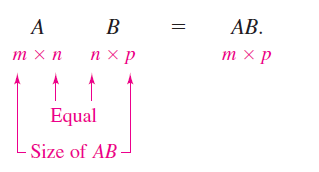 A B = AB.
m × n n × p m × p
Equal
Size of AB